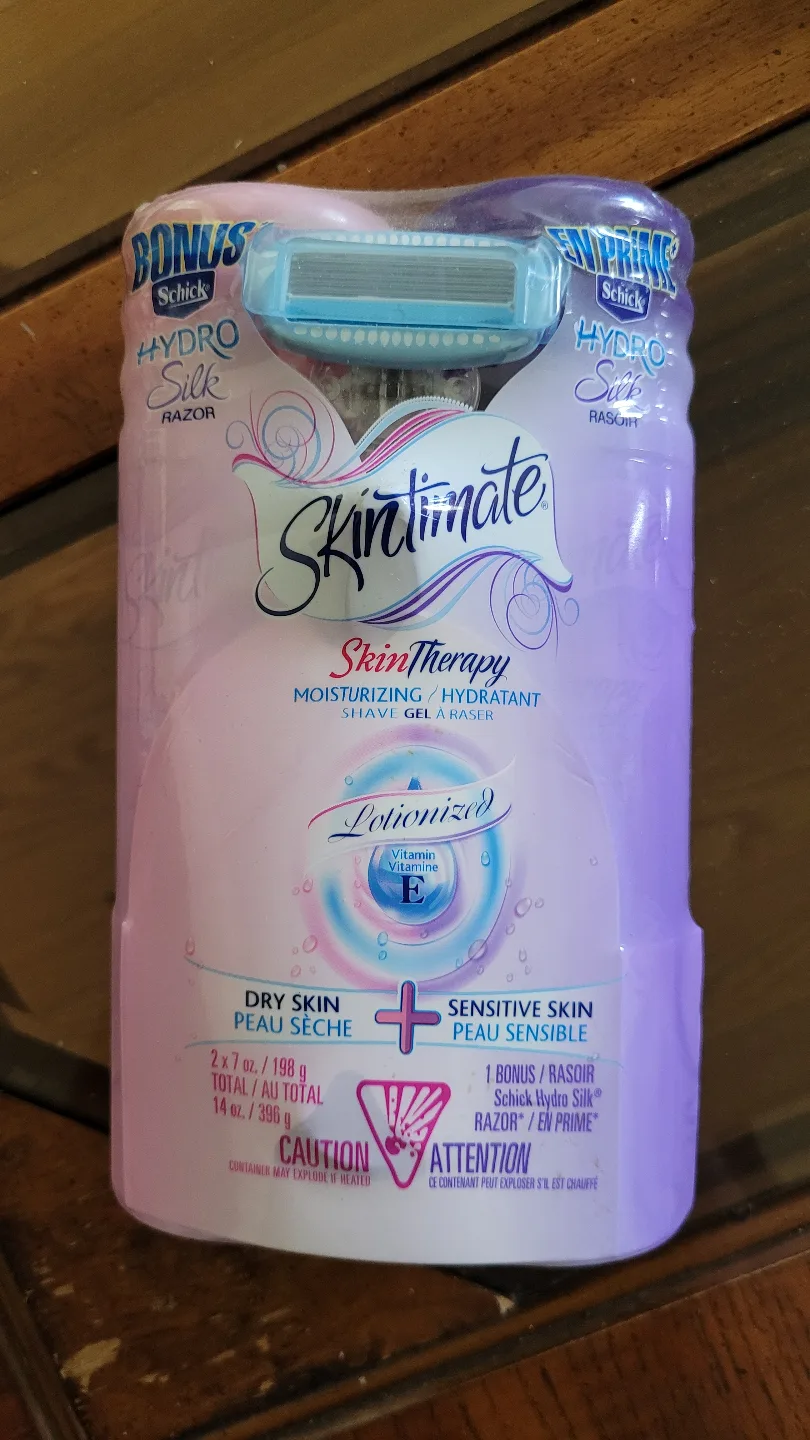 BONUS*
Schick®
HYDRO
Silk
RAZOR
EN PRIME*
Schick®
HYDRO
Silk
RASOIR
Skintimate®
SkinTherapy
MOISTURIZING / HYDRATANT
SHAVE GEL À RASER
Lotionized
Vitamin
Vitamine
E
DRY SKIN
PEAU SÈCHE
SENSITIVE SKIN
PEAU SENSIBLE
2 x 7 oz. / 198 g
TOTAL / AU TOTAL
14 oz. / 396 g
1 BONUS / RASOIR
Schick Hydro Silk®
RAZOR* / EN PRIME*
CAUTION
CONTAINER MAY EXPLODE IF HEATED
ATTENTION
CE CONTENANT PEUT EXPLOSER S'IL EST CHAUFFÉ